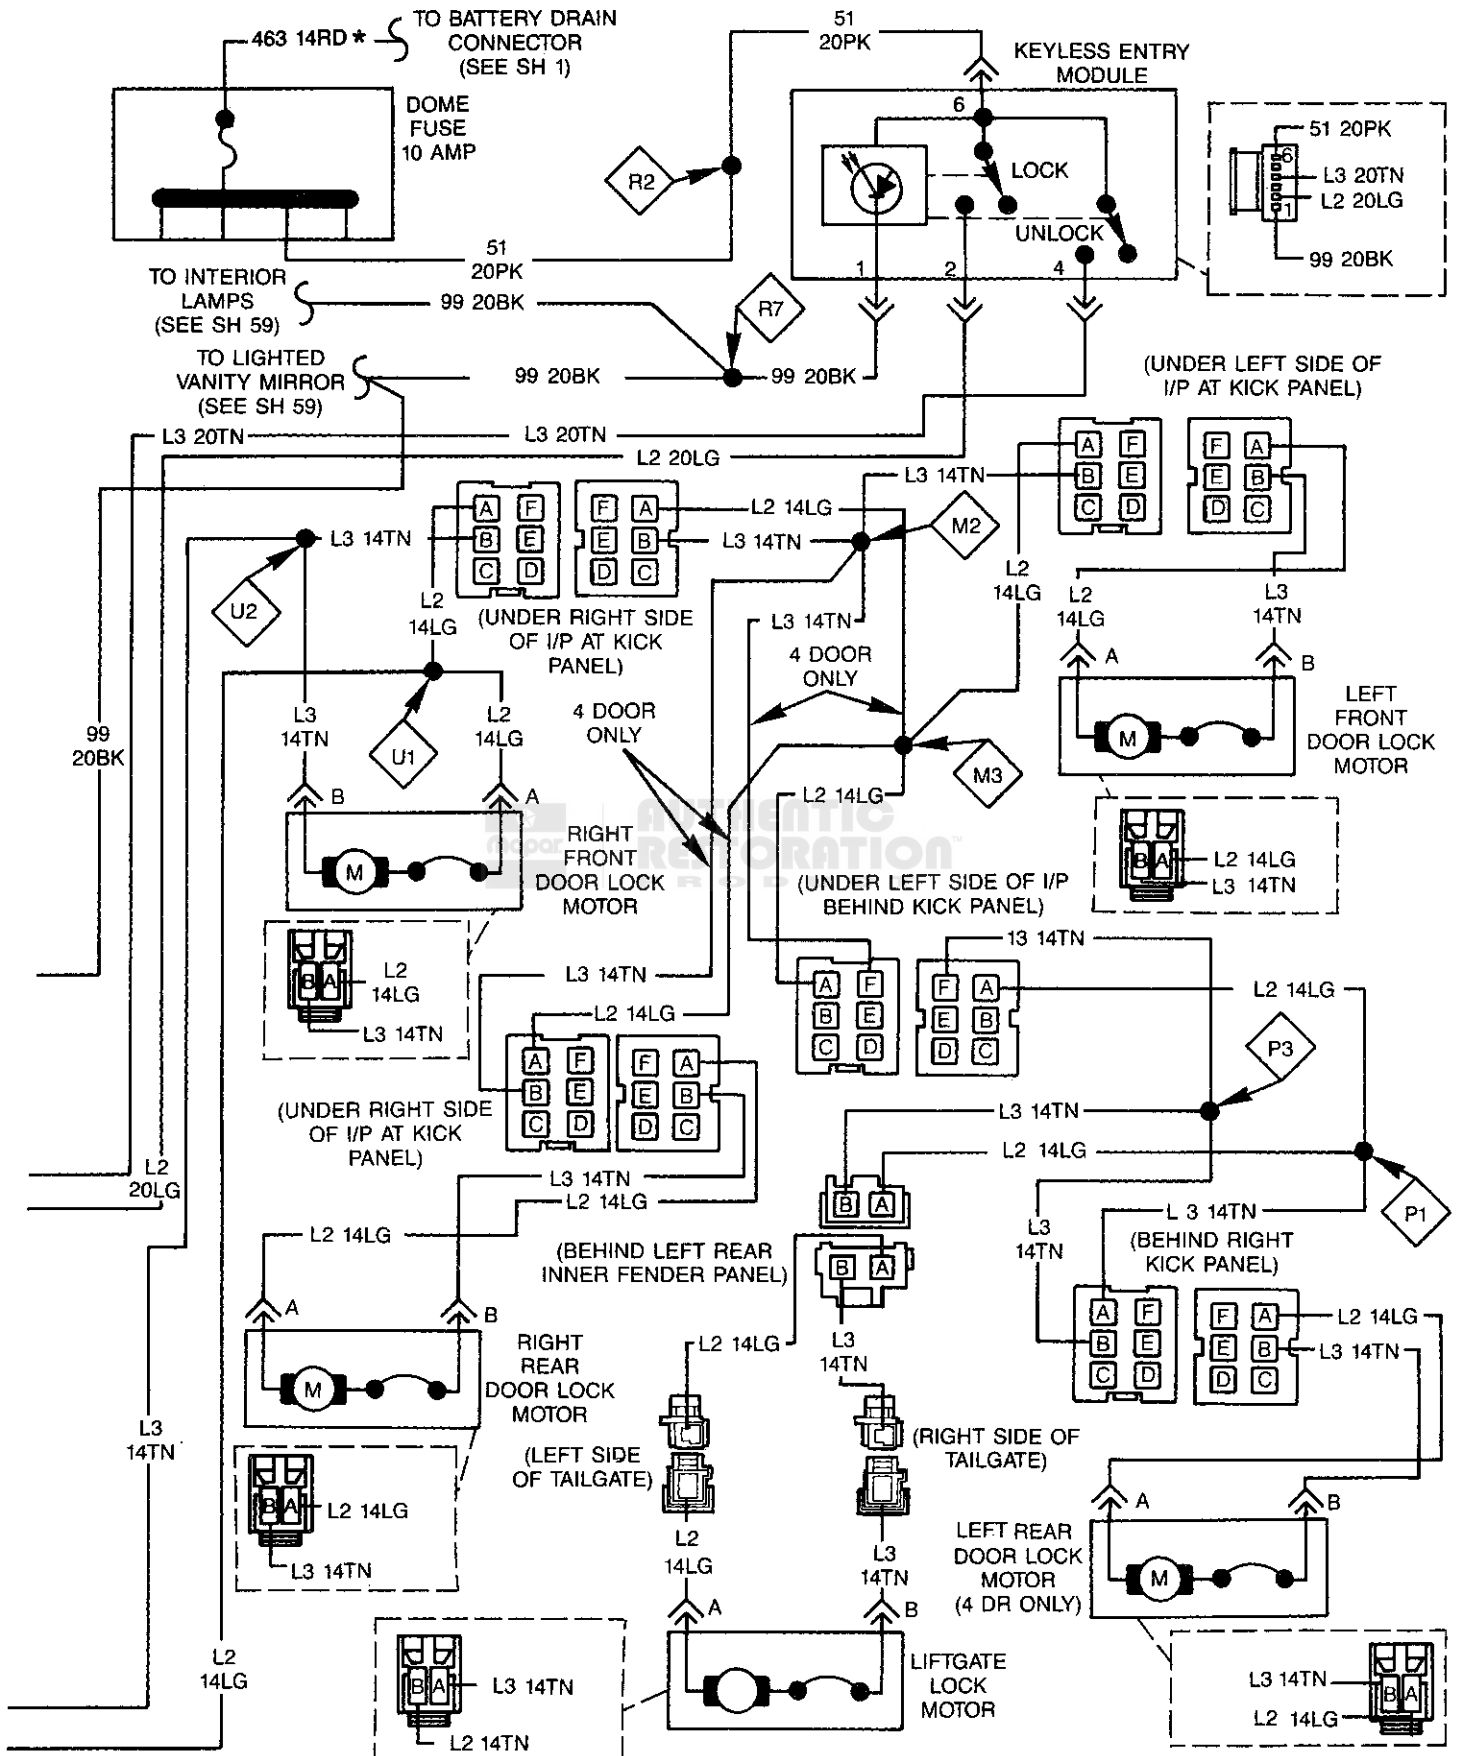 463 14RD *
TO BATTERY DRAIN
CONNECTOR
(SEE SH 1)
51
20PK
KEYLESS ENTRY
MODULE
DOME
FUSE
10 AMP
6
LOCK
UNLOCK
1
2
4
51 20PK
6
L3 20TN
L2 20LG
1
99 20BK
R2
51
20PK
TO INTERIOR
LAMPS
(SEE SH 59)
99 20BK
R7
TO LIGHTED
VANITY MIRROR
(SEE SH 59)
99 20BK
99 20BK
(UNDER LEFT SIDE OF
I/P AT KICK PANEL)
L3 20TN
L3 20TN
L2 20LG
A F
B E
C D
F A
E B
D C
L3 14TN
A F
B E
C D
F A
E B
D C
L2 14LG
L3 14TN
M2
L3 14TN
U2
L2
14LG
(UNDER RIGHT SIDE
OF I/P AT KICK
PANEL)
L3 14TN
L2
14LG
L2
14LG
L3
14TN
A
B
4 DOOR
ONLY
4 DOOR
ONLY
L3
14TN
L2
14LG
U1
99
20BK
M3
L2 14LG
M
LEFT
FRONT
DOOR LOCK
MOTOR
B
A
M
RIGHT
FRONT
DOOR LOCK
MOTOR
mopar
AUTHENTIC
RESTORATION™
PROD
(UNDER LEFT SIDE OF I/P
BEHIND KICK PANEL)
B A
L2 14LG
L3 14TN
B A
L2
14LG
L3 14TN
L3 14TN
L2 14LG
13 14TN
A F
B E
C D
F A
E B
D C
L2 14LG
P3
A F
B E
C D
F A
E B
D C
(UNDER RIGHT SIDE
OF I/P AT KICK
PANEL)
L3 14TN
L2 14LG
L2
20LG
L3 14TN
L2 14LG
B A
L3
14TN
L 3 14TN
P1
L2 14LG
(BEHIND LEFT REAR
INNER FENDER PANEL)
B A
(BEHIND RIGHT
KICK PANEL)
A
B
A F
B E
C D
F A
E B
D C
L2 14LG
L3 14TN
L2 14LG
L3
14TN
M
RIGHT
REAR
DOOR LOCK
MOTOR
L3
14TN
(LEFT SIDE
OF TAILGATE)
(RIGHT SIDE OF
TAILGATE)
B A
L2 14LG
L3 14TN
L2
14LG
L3
14TN
A
B
LEFT REAR
DOOR LOCK
MOTOR
(4 DR ONLY)
M
A
B
L2
14LG
B A
L3 14TN
L2 14TN
LIFTGATE
LOCK
MOTOR
L3 14TN
L2 14LG
B A